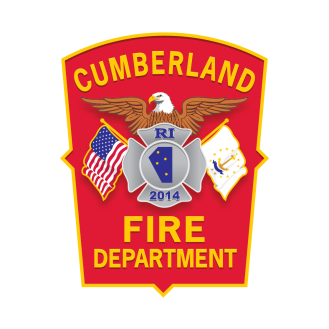 CUMBERLAND
RI
2014
FIRE
DEPARTMENT